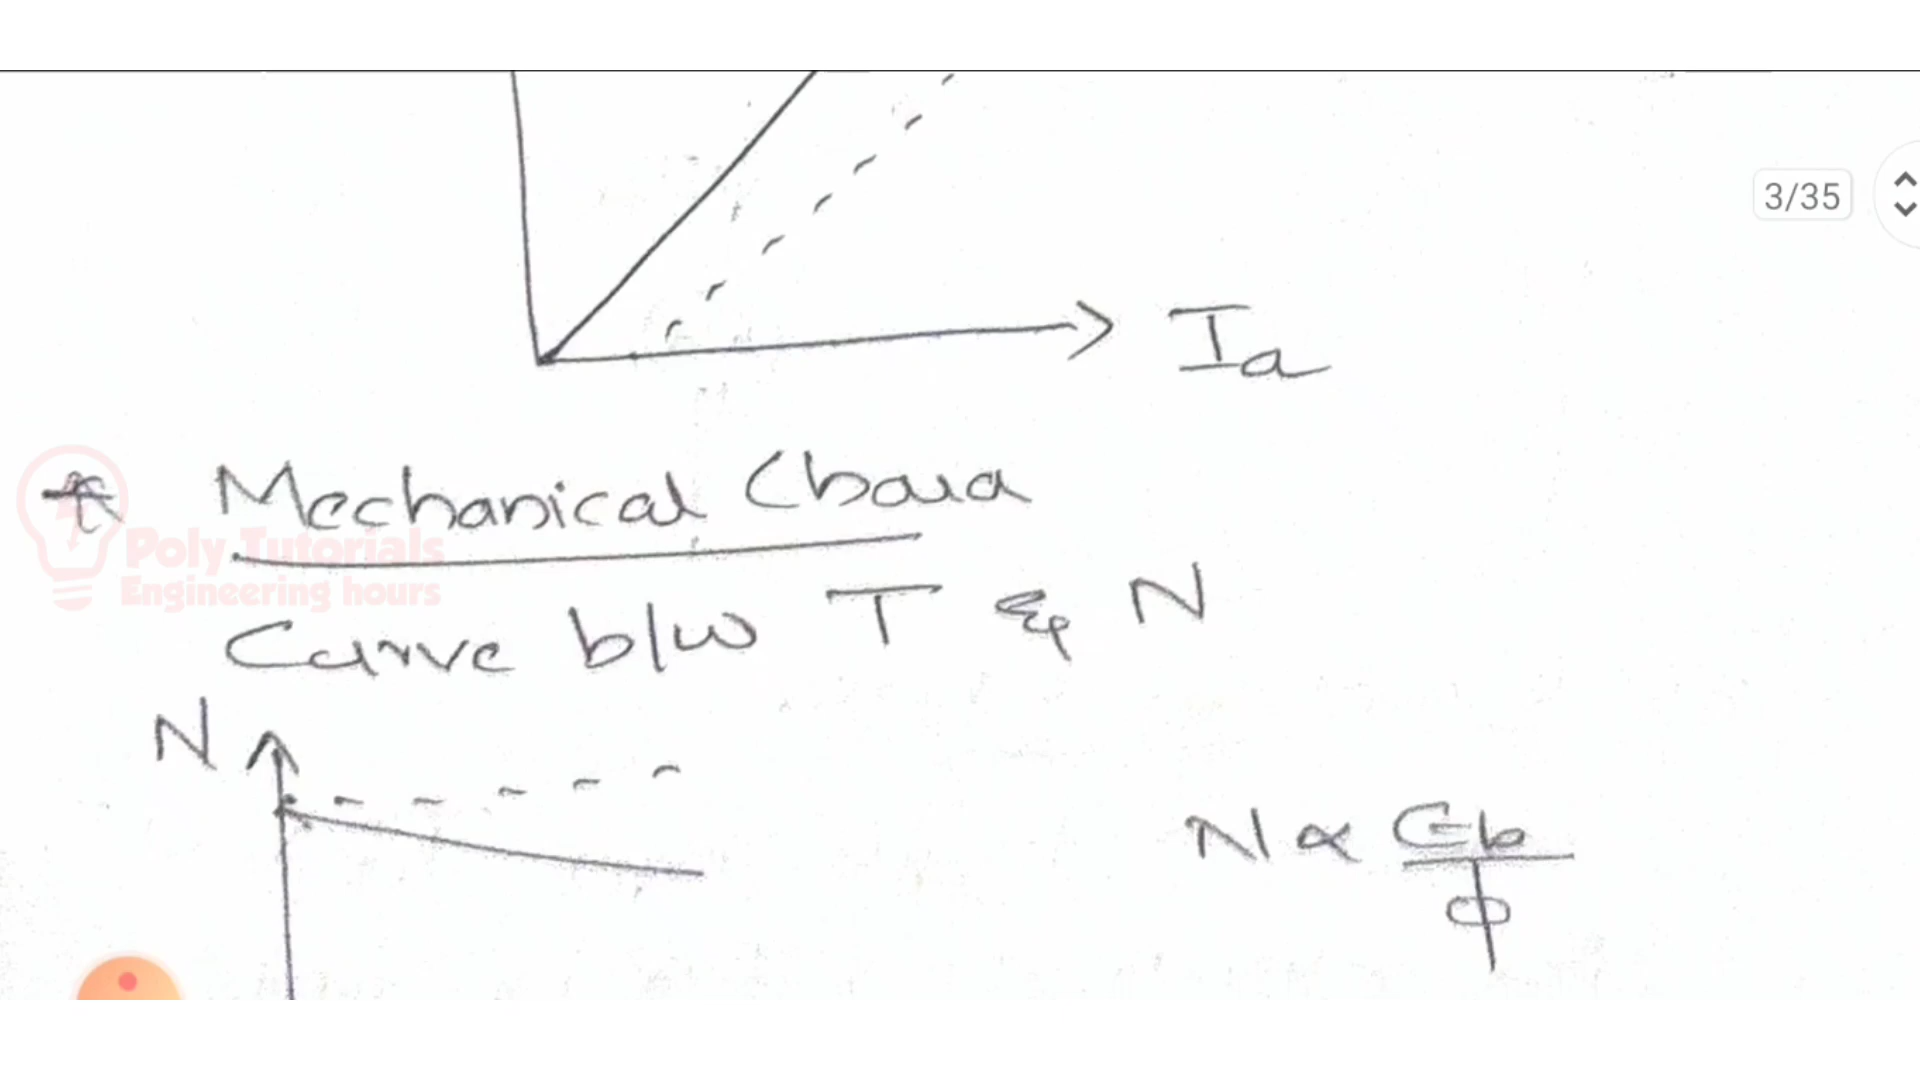 3/35
Ia
Mechanical Chara
Poly Tutorials
Engineering hours
Curve b/w T & N
N
N ∝ Eb
ϕ